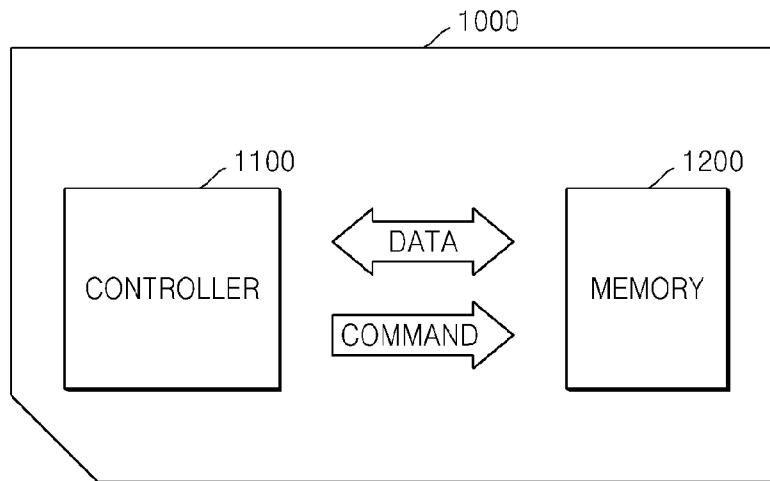 1000
1100
1200
DATA
CONTROLLER
MEMORY
COMMAND